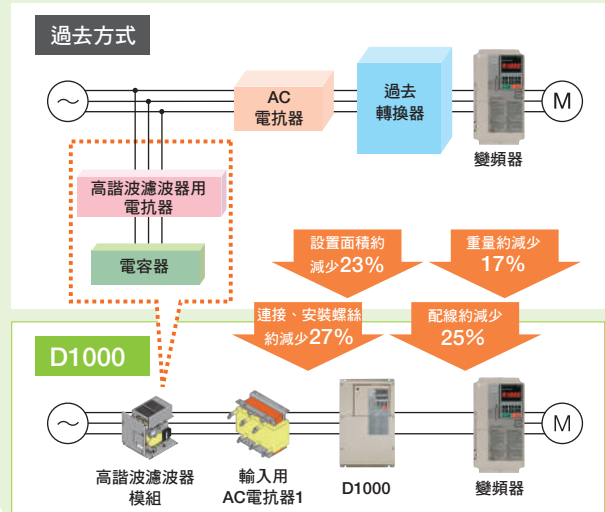 過去方式
～
AC
電抗器
過去
轉換器
M
變頻器
高諧波濾波器用
電抗器
電容器
設置面積約
減少23%
重量約減少
17%
連接、安裝螺絲
約減少27%
配線約減少
25%
D1000
～
M
高諧波濾波器
模組
輸入用
AC電抗器1
D1000
變頻器